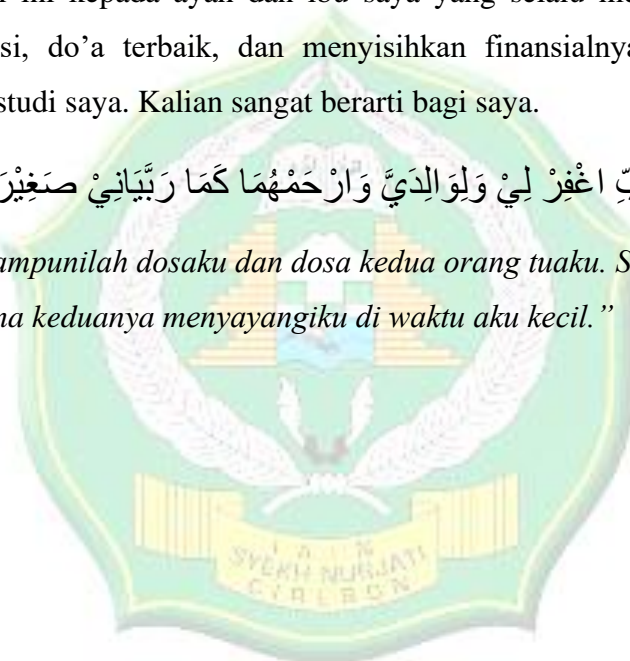 ini kepada ayah dan ibu saya yang selalu
si, do’a terbaik, dan menyisihkan finansialnya
studi saya. Kalian sangat berarti bagi saya.
اغْفِرْ لِيْ وَلِوَالِدَيَّ وَارْحَمْهُمَا كَمَا رَبَّيَانِيْ صَغِيْرَ
ampunilah dosaku dan dosa kedua orang tuaku. S
na keduanya menyayangiku di waktu aku kecil.”
I A I N
SYEKH NURJATI
CIREBON